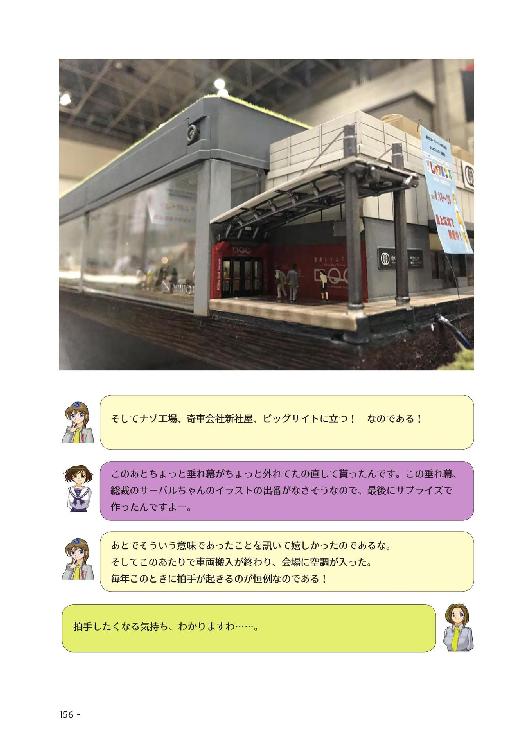 DOC
DOC
そしてナゾ工場、奇車会社新社屋、ビッグサイトに立つ！　なのである！
このあとちょっと垂れ幕がちょっと外れてたの直して貰ったんです。この垂れ幕、
総裁のサーバルちゃんのイラストの出番がなさそうなので、最後にサプライズで
作ったんですよー。
あとでそういう意味であったことを訊いて嬉しかったのであるな。
そしてこのあたりで車両搬入が終わり、会場に空調が入った。
毎年このときに拍手が起きるのが恒例なのである！
拍手したくなる気持ち、わかりますわ……。
156 -